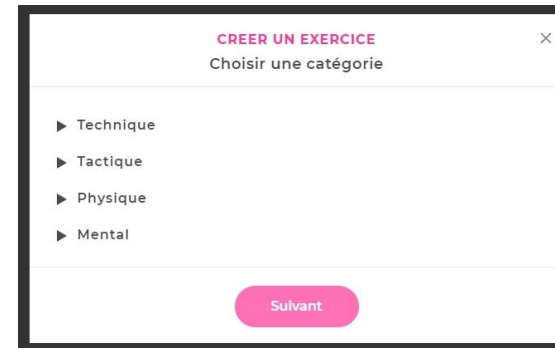 CREER UN EXERCICE
Choisir une catégorie
Technique
Tactique
Physique
Mental
Suivant